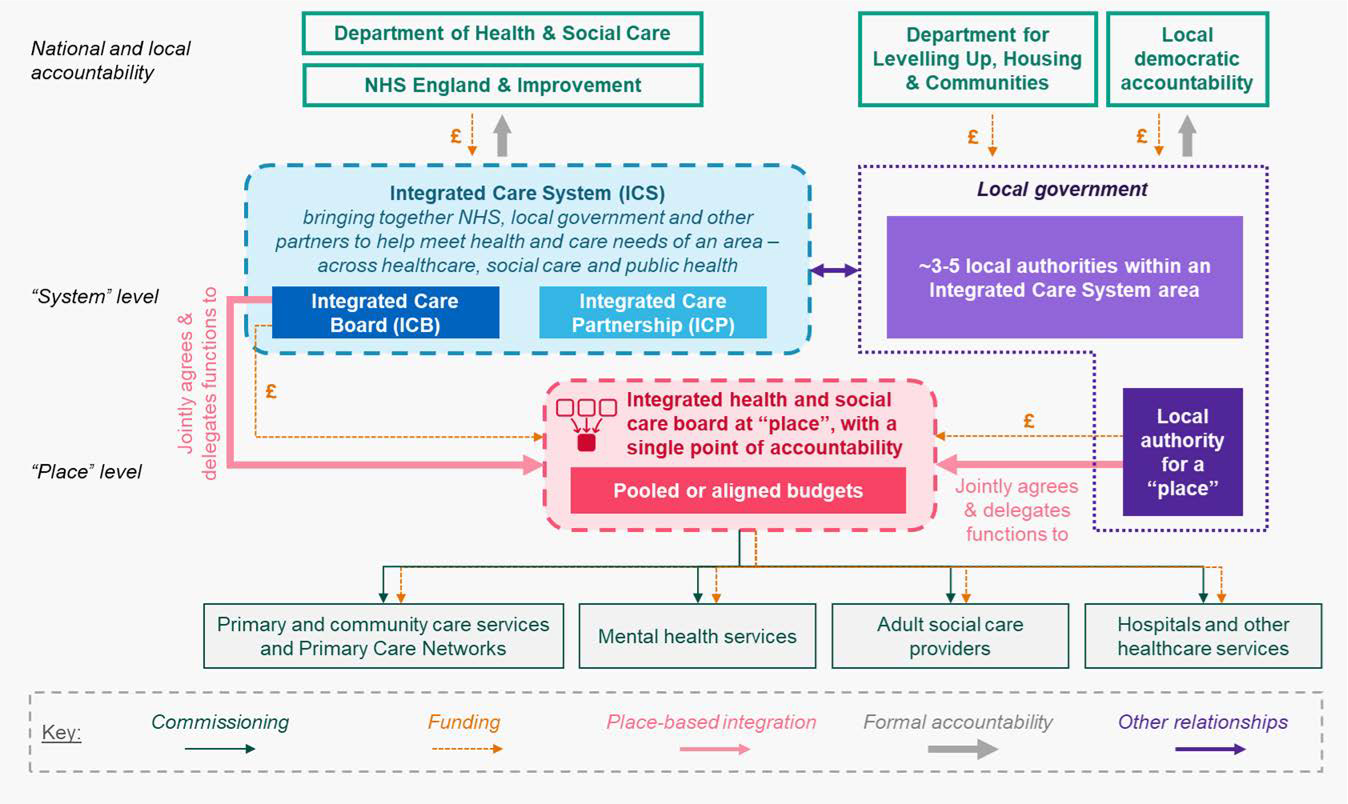 National and local
accountability
Department of Health & Social Care
NHS England & Improvement
Department for
Levelling Up, Housing
& Communities
Local
democratic
accountability
£
£
£
"System" level
Integrated Care System (ICS)
bringing together NHS, local government and other
partners to help meet health and care needs of an area –
across healthcare, social care and public health
Integrated Care
Board (ICB)
Integrated Care
Partnership (ICP)
Local government
~3-5 local authorities within an
Integrated Care System area
Jointly agrees &
delegates functions to
£
"Place" level
Integrated health and social
care board at "place", with a
single point of accountability
Pooled or aligned budgets
£
Jointly agrees
& delegates
functions to
Local
authority
for a
"place"
Primary and community care services
and Primary Care Networks
Mental health services
Adult social care
providers
Hospitals and other
healthcare services
Key:
Commissioning
Funding
Place-based integration
Formal accountability
Other relationships